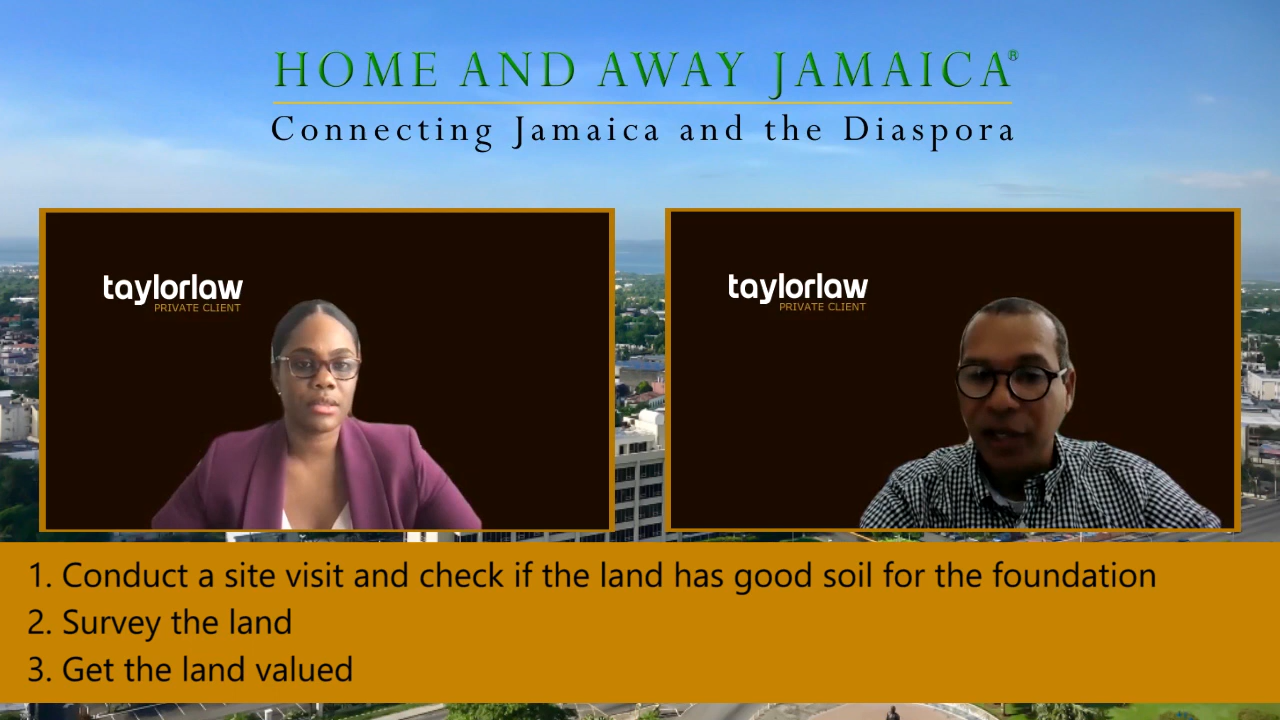 HOME AND AWAY JAMAICA®
Connecting Jamaica and the Diaspora
taylorlaw
PRIVATE CLIENT
taylorlaw
PRIVATE CLIENT
1. Conduct a site visit and check if the land has good soil for the foundation
2. Survey the land
3. Get the land valued